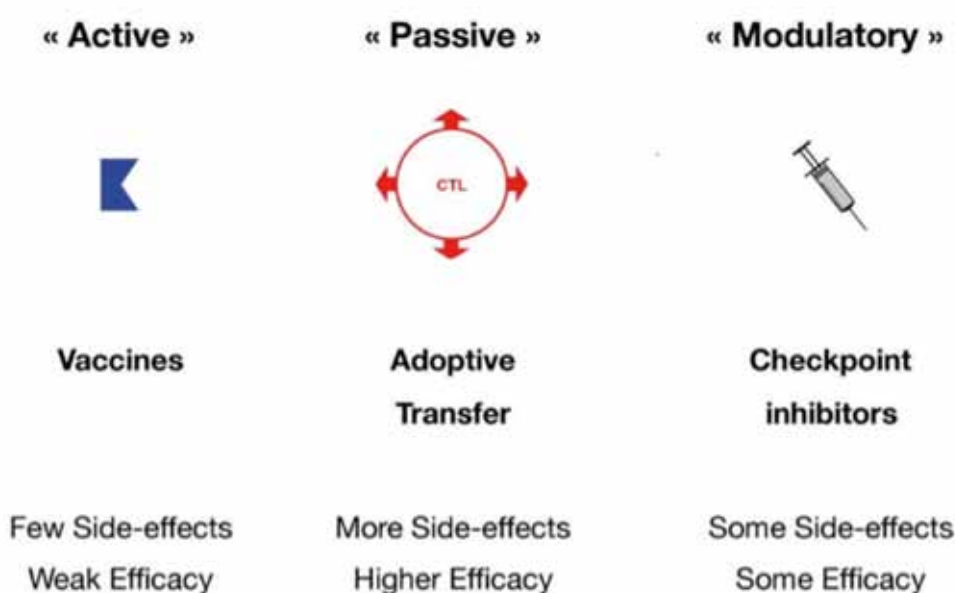 « Active »
« Passive »
« Modulatory »
CTL
Vaccines
Adoptive
Transfer
Checkpoint
inhibitors
Few Side-effects
Weak Efficacy
More Side-effects
Higher Efficacy
Some Side-effects
Some Efficacy